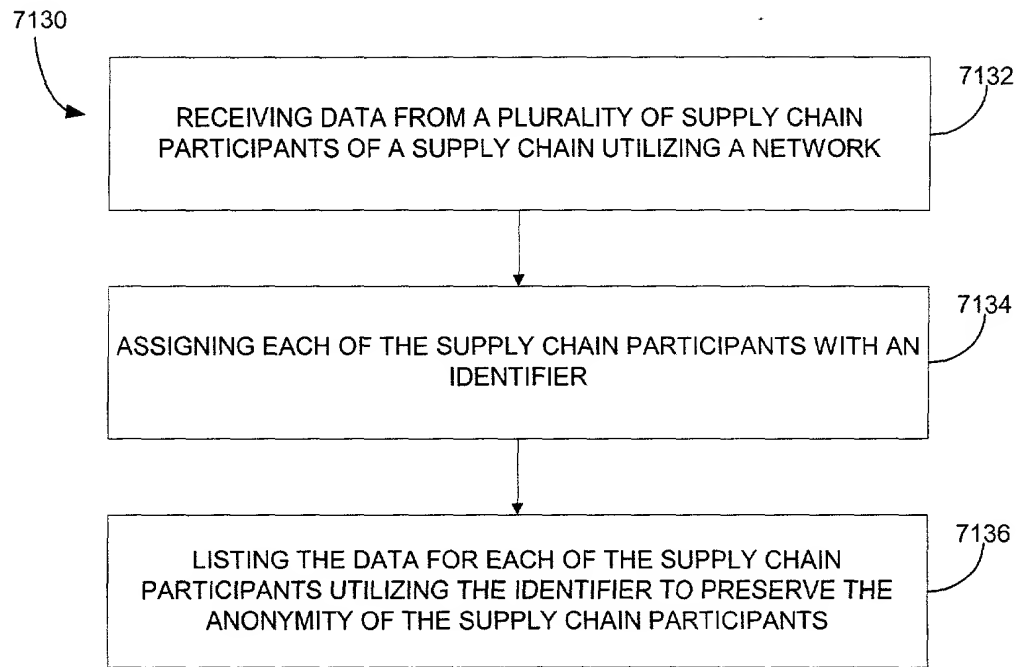 7130
7132
RECEIVING DATA FROM A PLURALITY OF SUPPLY CHAIN
PARTICIPANTS OF A SUPPLY CHAIN UTILIZING A NETWORK
7134
ASSIGNING EACH OF THE SUPPLY CHAIN PARTICIPANTS WITH AN
IDENTIFIER
7136
LISTING THE DATA FOR EACH OF THE SUPPLY CHAIN
PARTICIPANTS UTILIZING THE IDENTIFIER TO PRESERVE THE
ANONYMITY OF THE SUPPLY CHAIN PARTICIPANTS